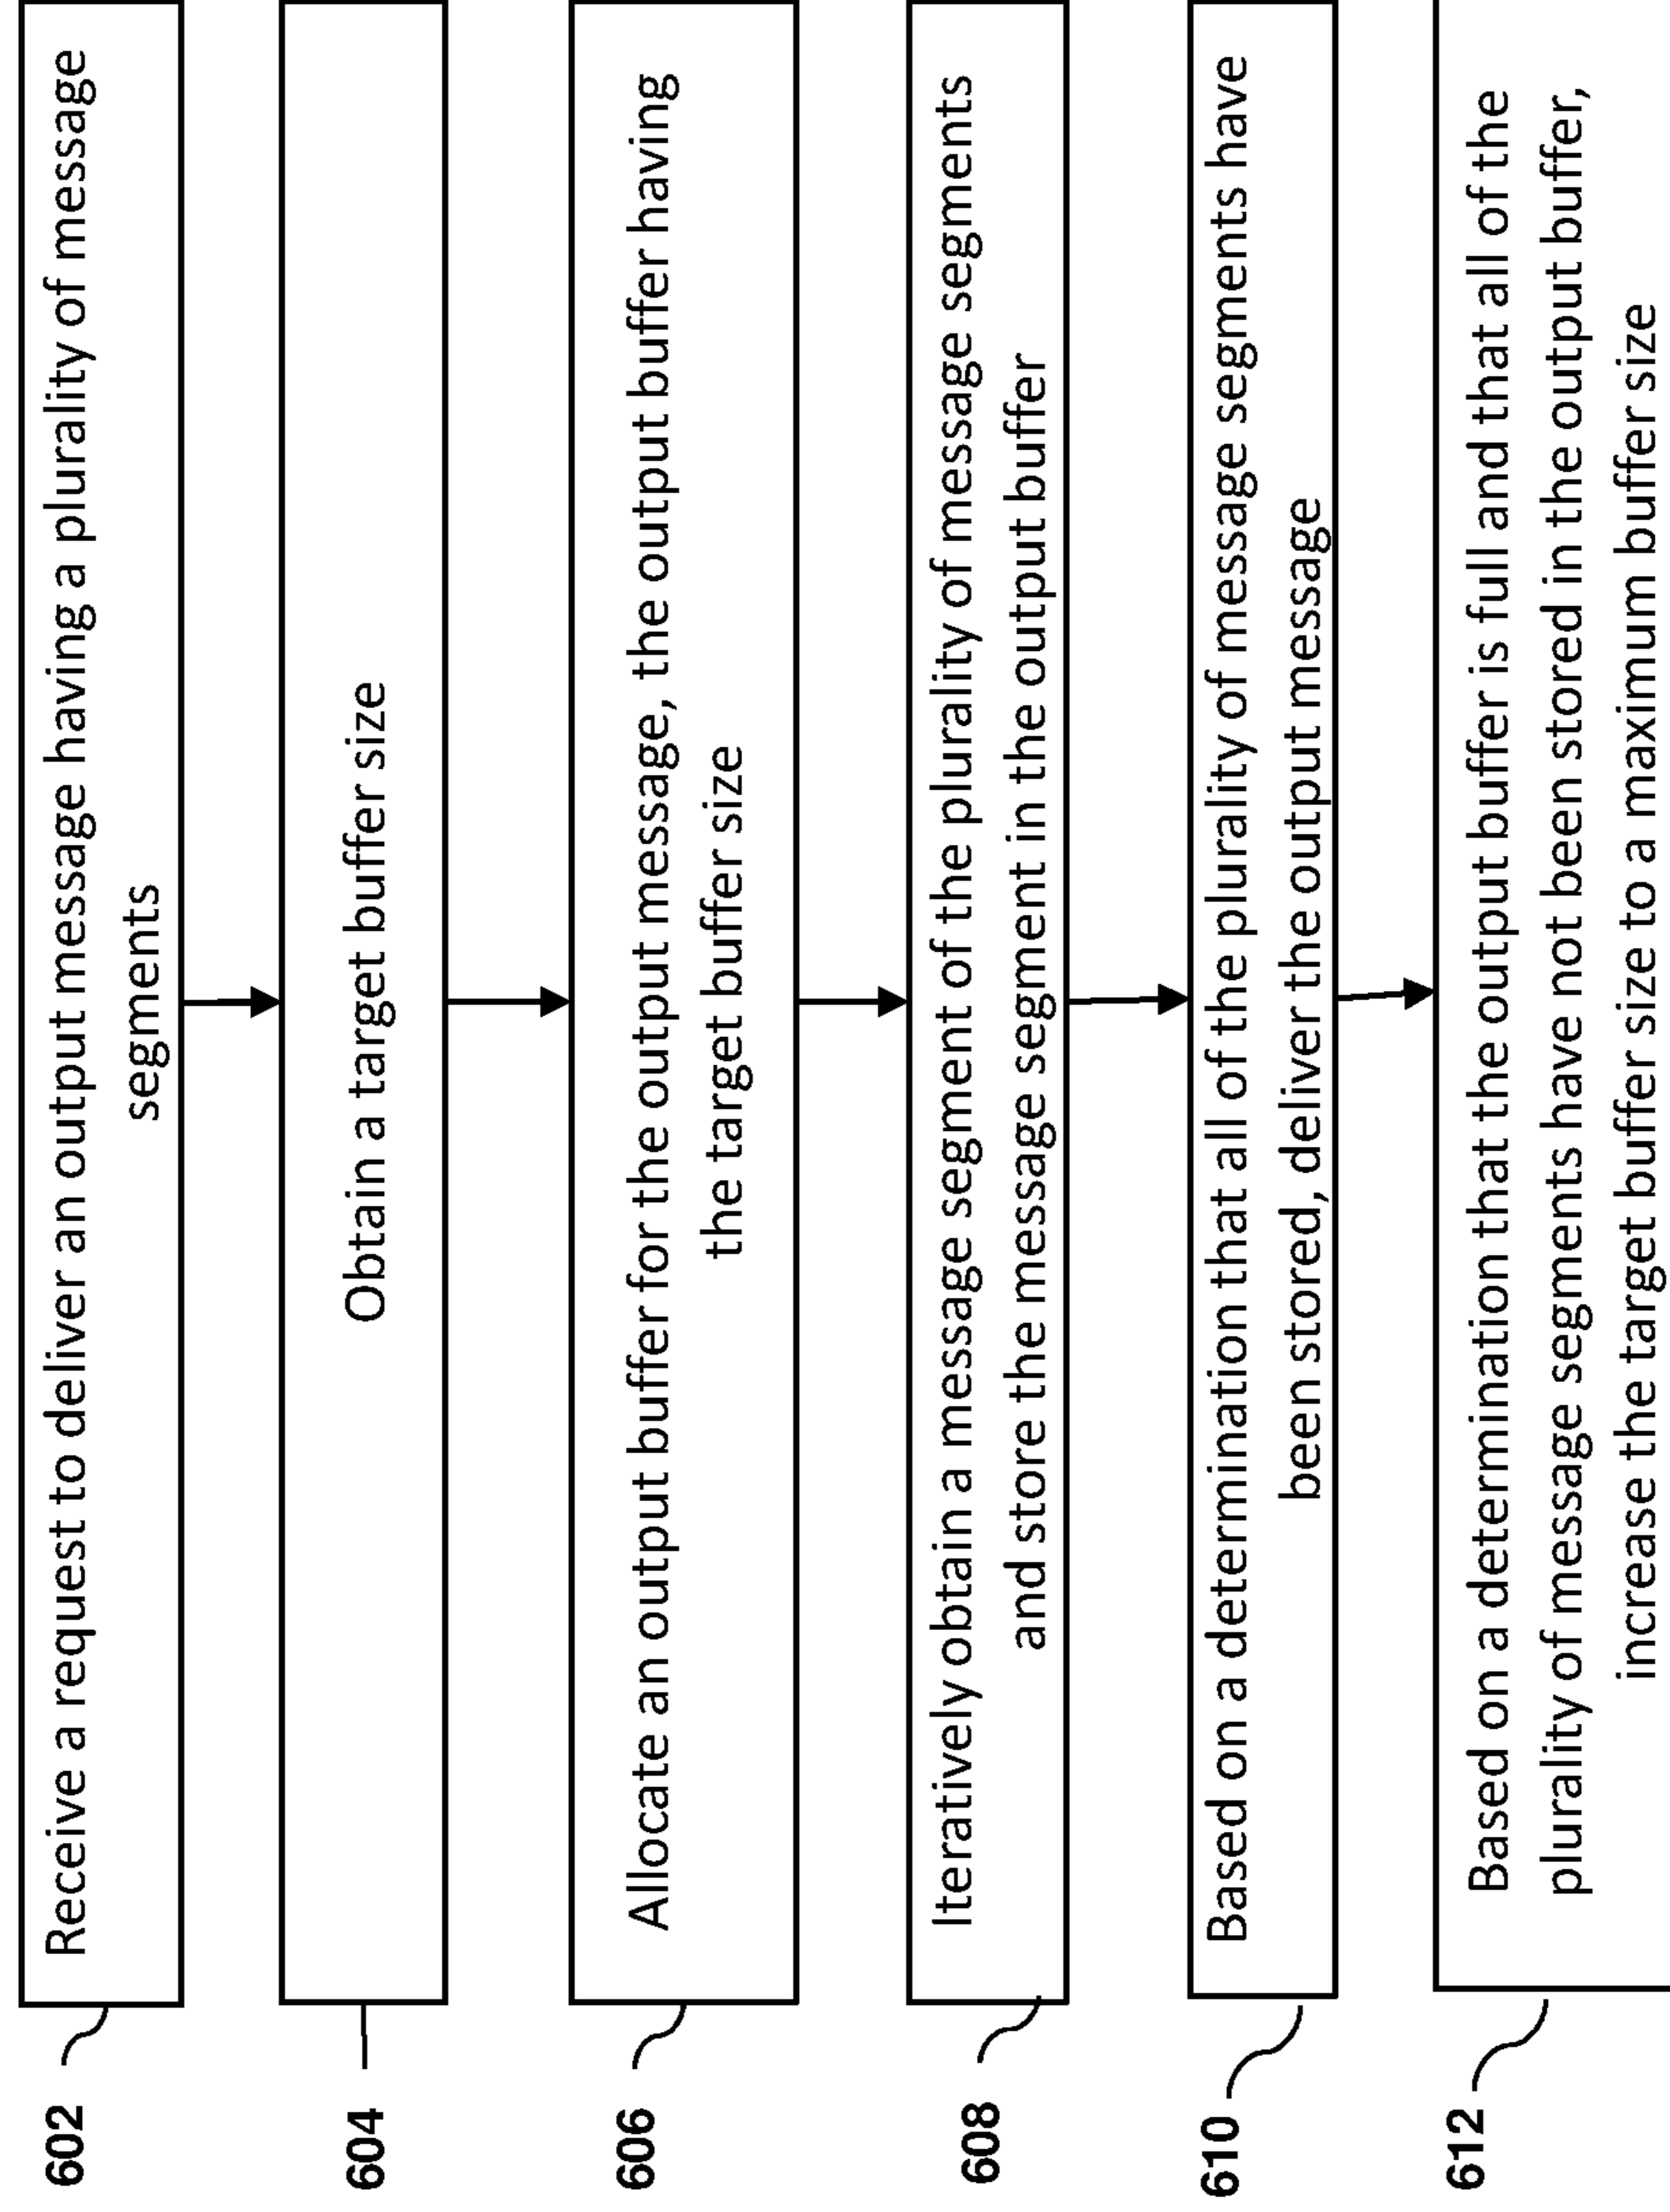 602
Receive a request to deliver an output message having a plurality of message
segments
604
Obtain a target buffer size
606
Allocate an output buffer for the output message, the output buffer having
the target buffer size
608
Iteratively obtain a message segment of the plurality of message segments
and store the message segment in the output buffer
610
Based on a determination that all of the plurality of message segments have
been stored, deliver the output message
612
Based on a determination that the output buffer is full and that all of the
plurality of message segments have not been stored in the output buffer,
increase the target buffer size to a maximum buffer size